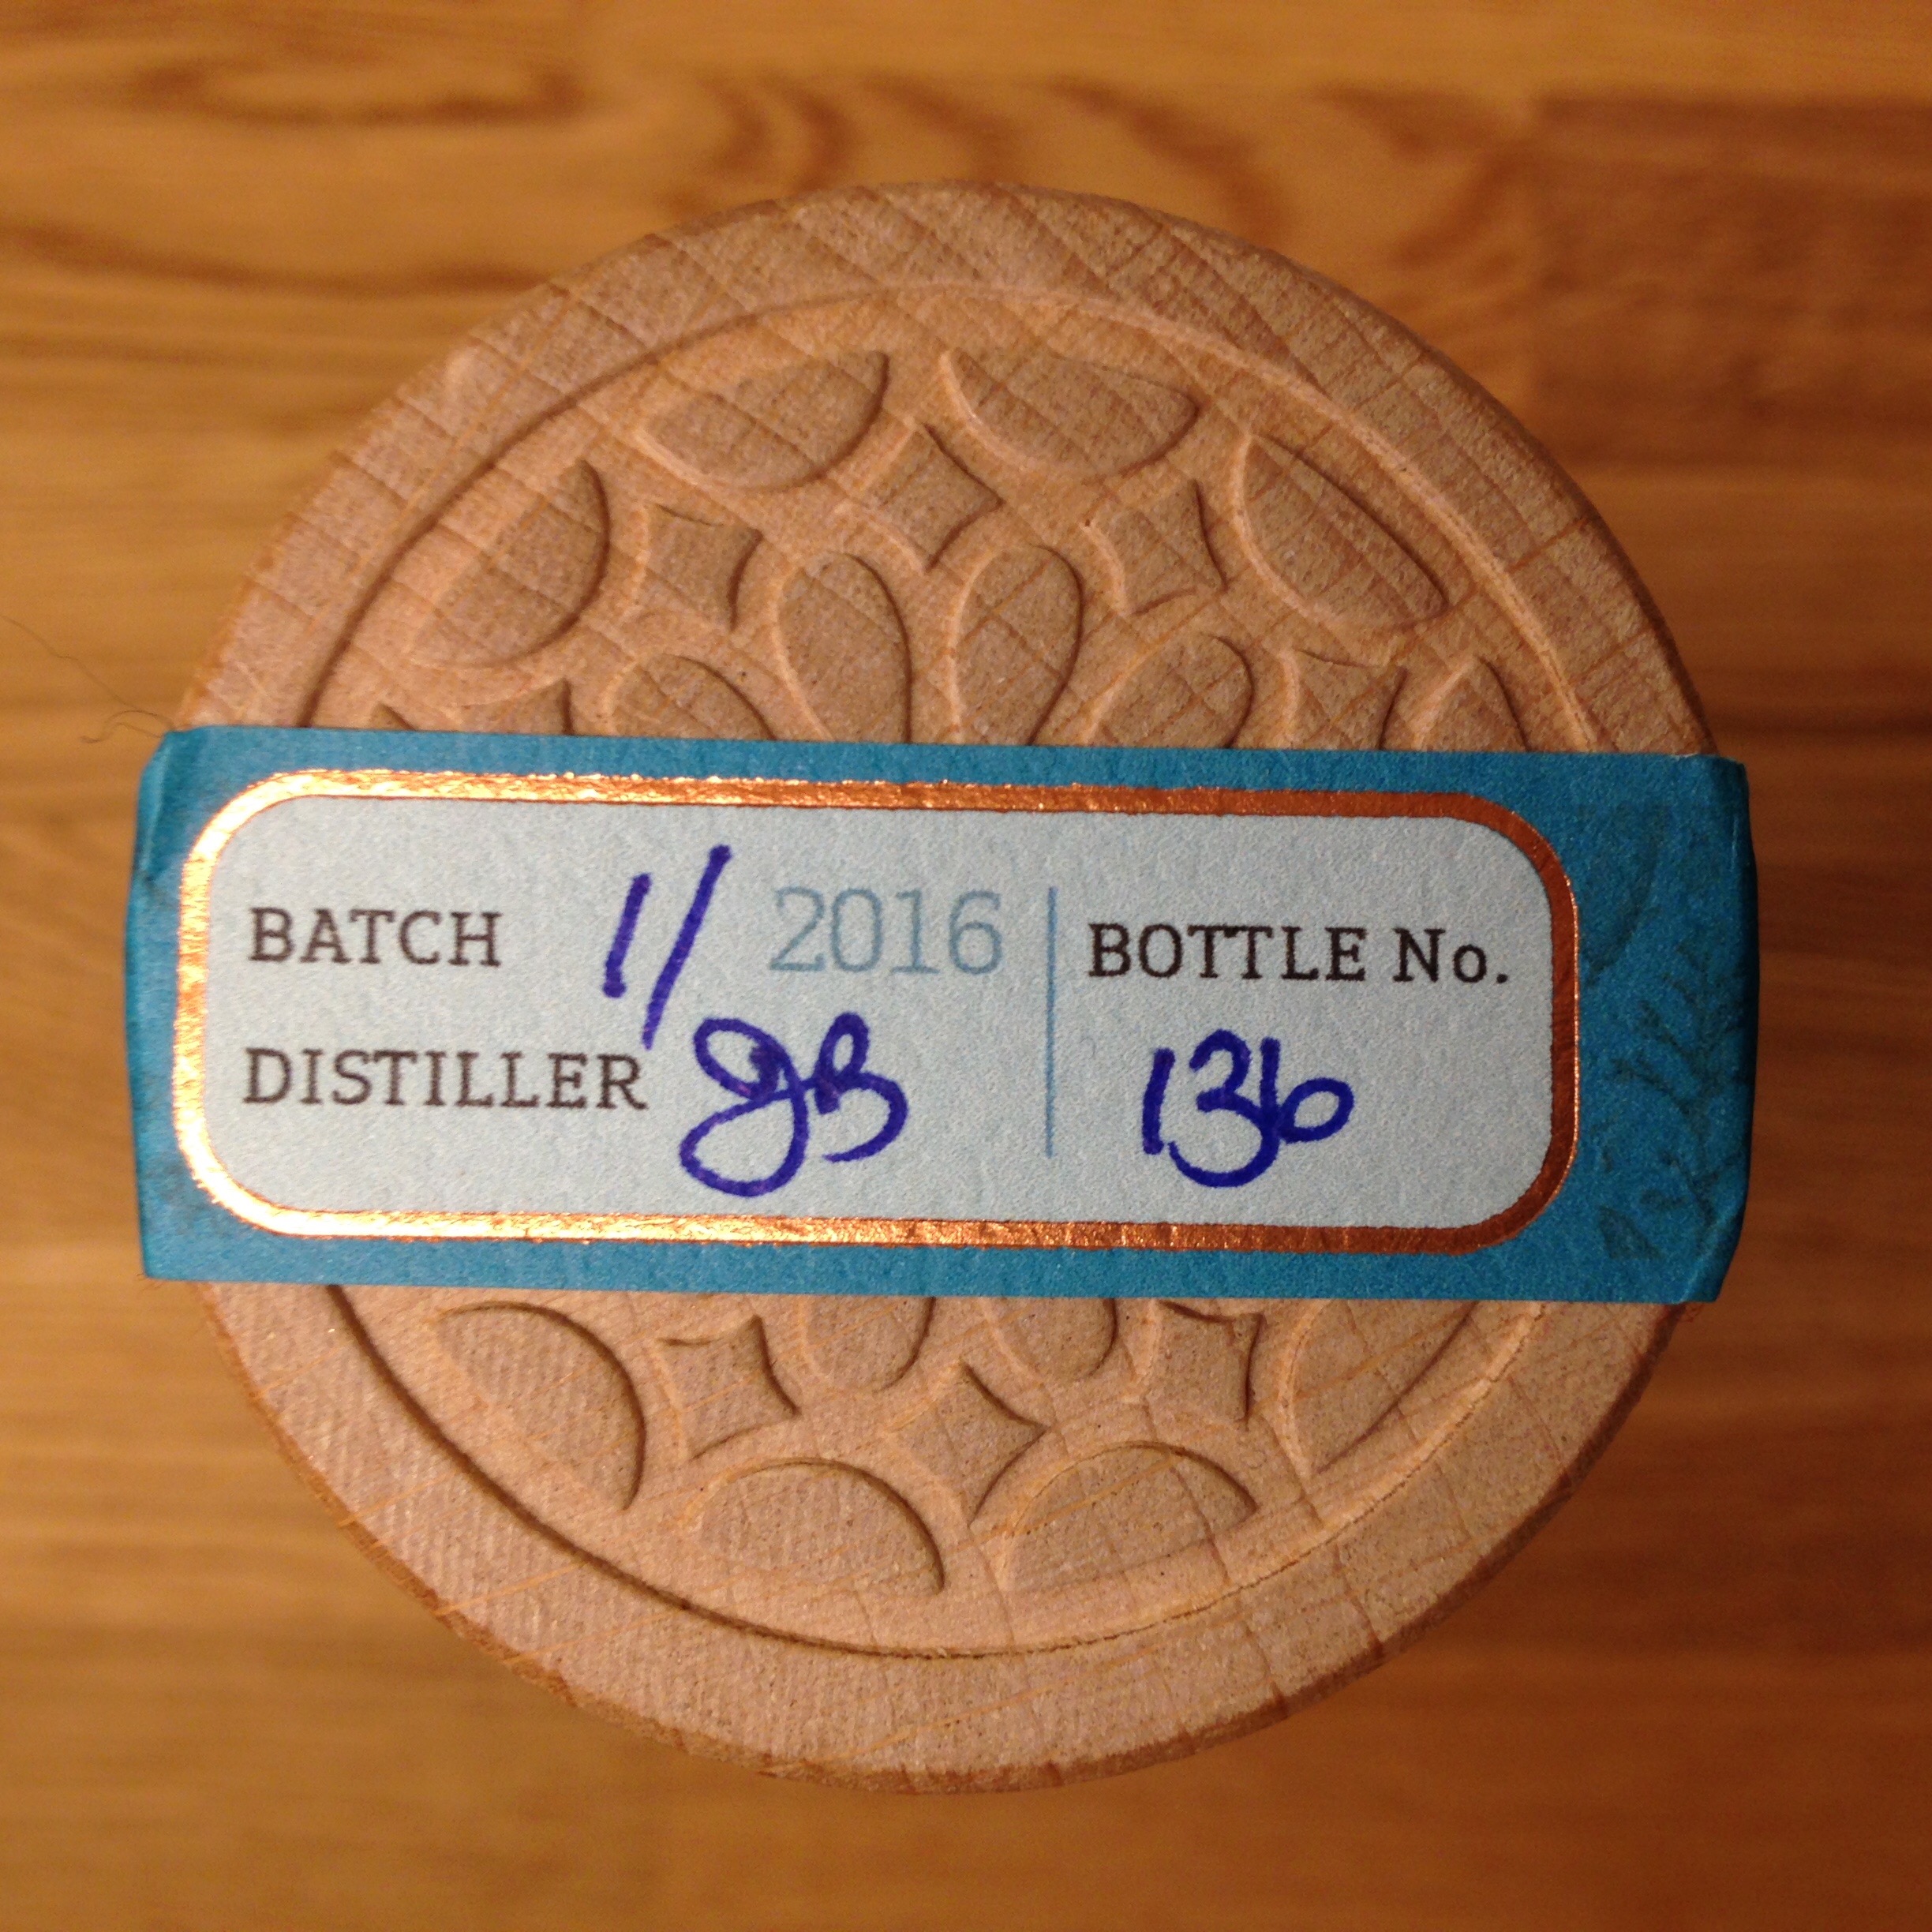 BATCH 1/ 2016
DISTILLER JB
BOTTLE No.
136